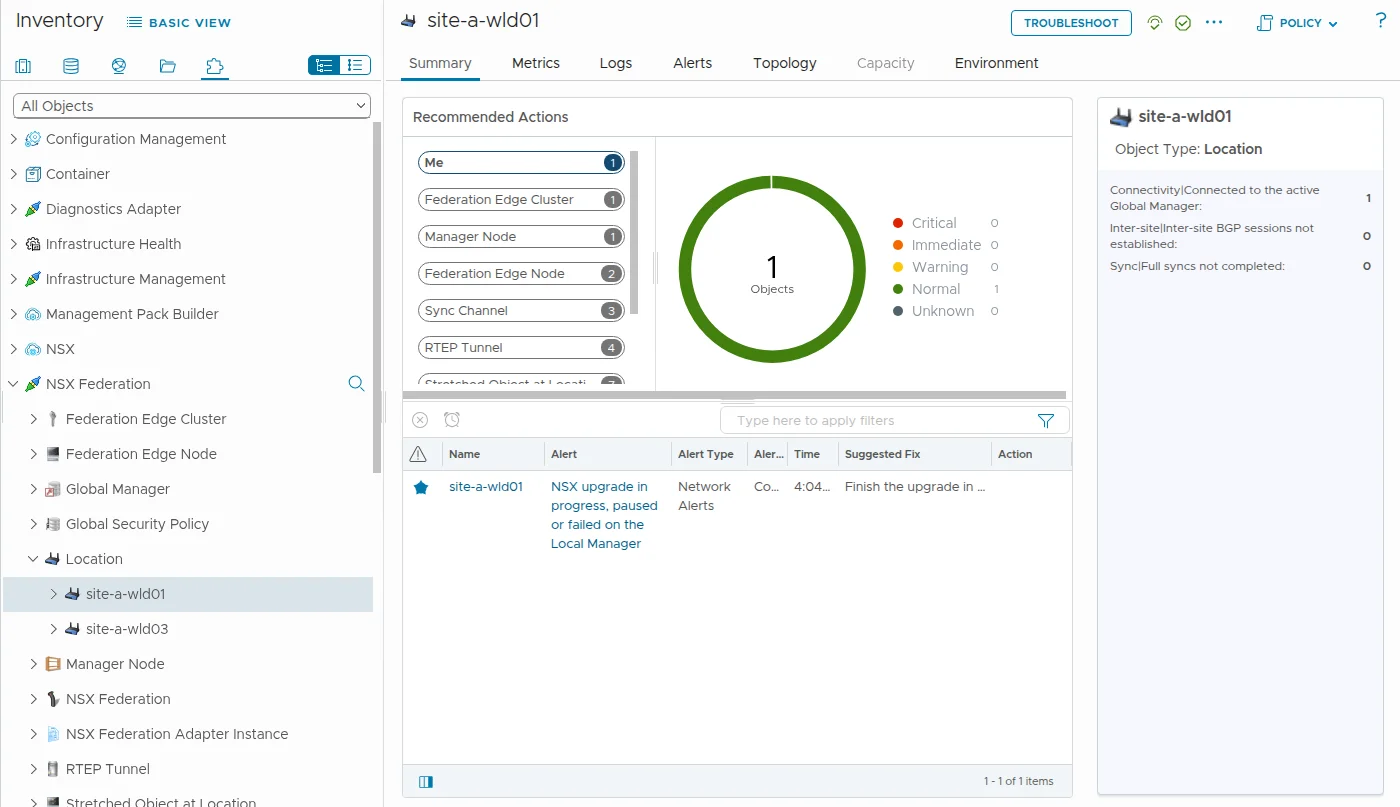 Inventory
BASIC VIEW
All Objects
Configuration Management
Container
Diagnostics Adapter
Infrastructure Health
Infrastructure Management
Management Pack Builder
NSX
NSX Federation
Federation Edge Cluster
Federation Edge Node
Global Manager
Global Security Policy
Location
site-a-wld01
site-a-wld03
Manager Node
NSX Federation
NSX Federation Adapter Instance
RTEP Tunnel
Stretched Object at Location
site-a-wld01
TROUBLESHOOT
POLICY
?
Summary Metrics Logs Alerts Topology Capacity Environment
Recommended Actions
Me 1
Federation Edge Cluster 1
Manager Node 1
Federation Edge Node 2
Sync Channel 3
RTEP Tunnel 4
Stretched Object at Locati
1
Objects
Critical 0
Immediate 0
Warning 0
Normal 1
Unknown 0
Type here to apply filters
Name Alert Alert Type Aler... Time Suggested Fix Action
site-a-wld01 NSX upgrade in Network Co... 4:04... Finish the upgrade in ...
progress, paused Alerts
or failed on the
Local Manager
1 - 1 of 1 items
site-a-wld01
Object Type: Location
Connectivity|Connected to the active 1
Global Manager:
Inter-site|Inter-site BGP sessions not 0
established:
Sync|Full syncs not completed: 0